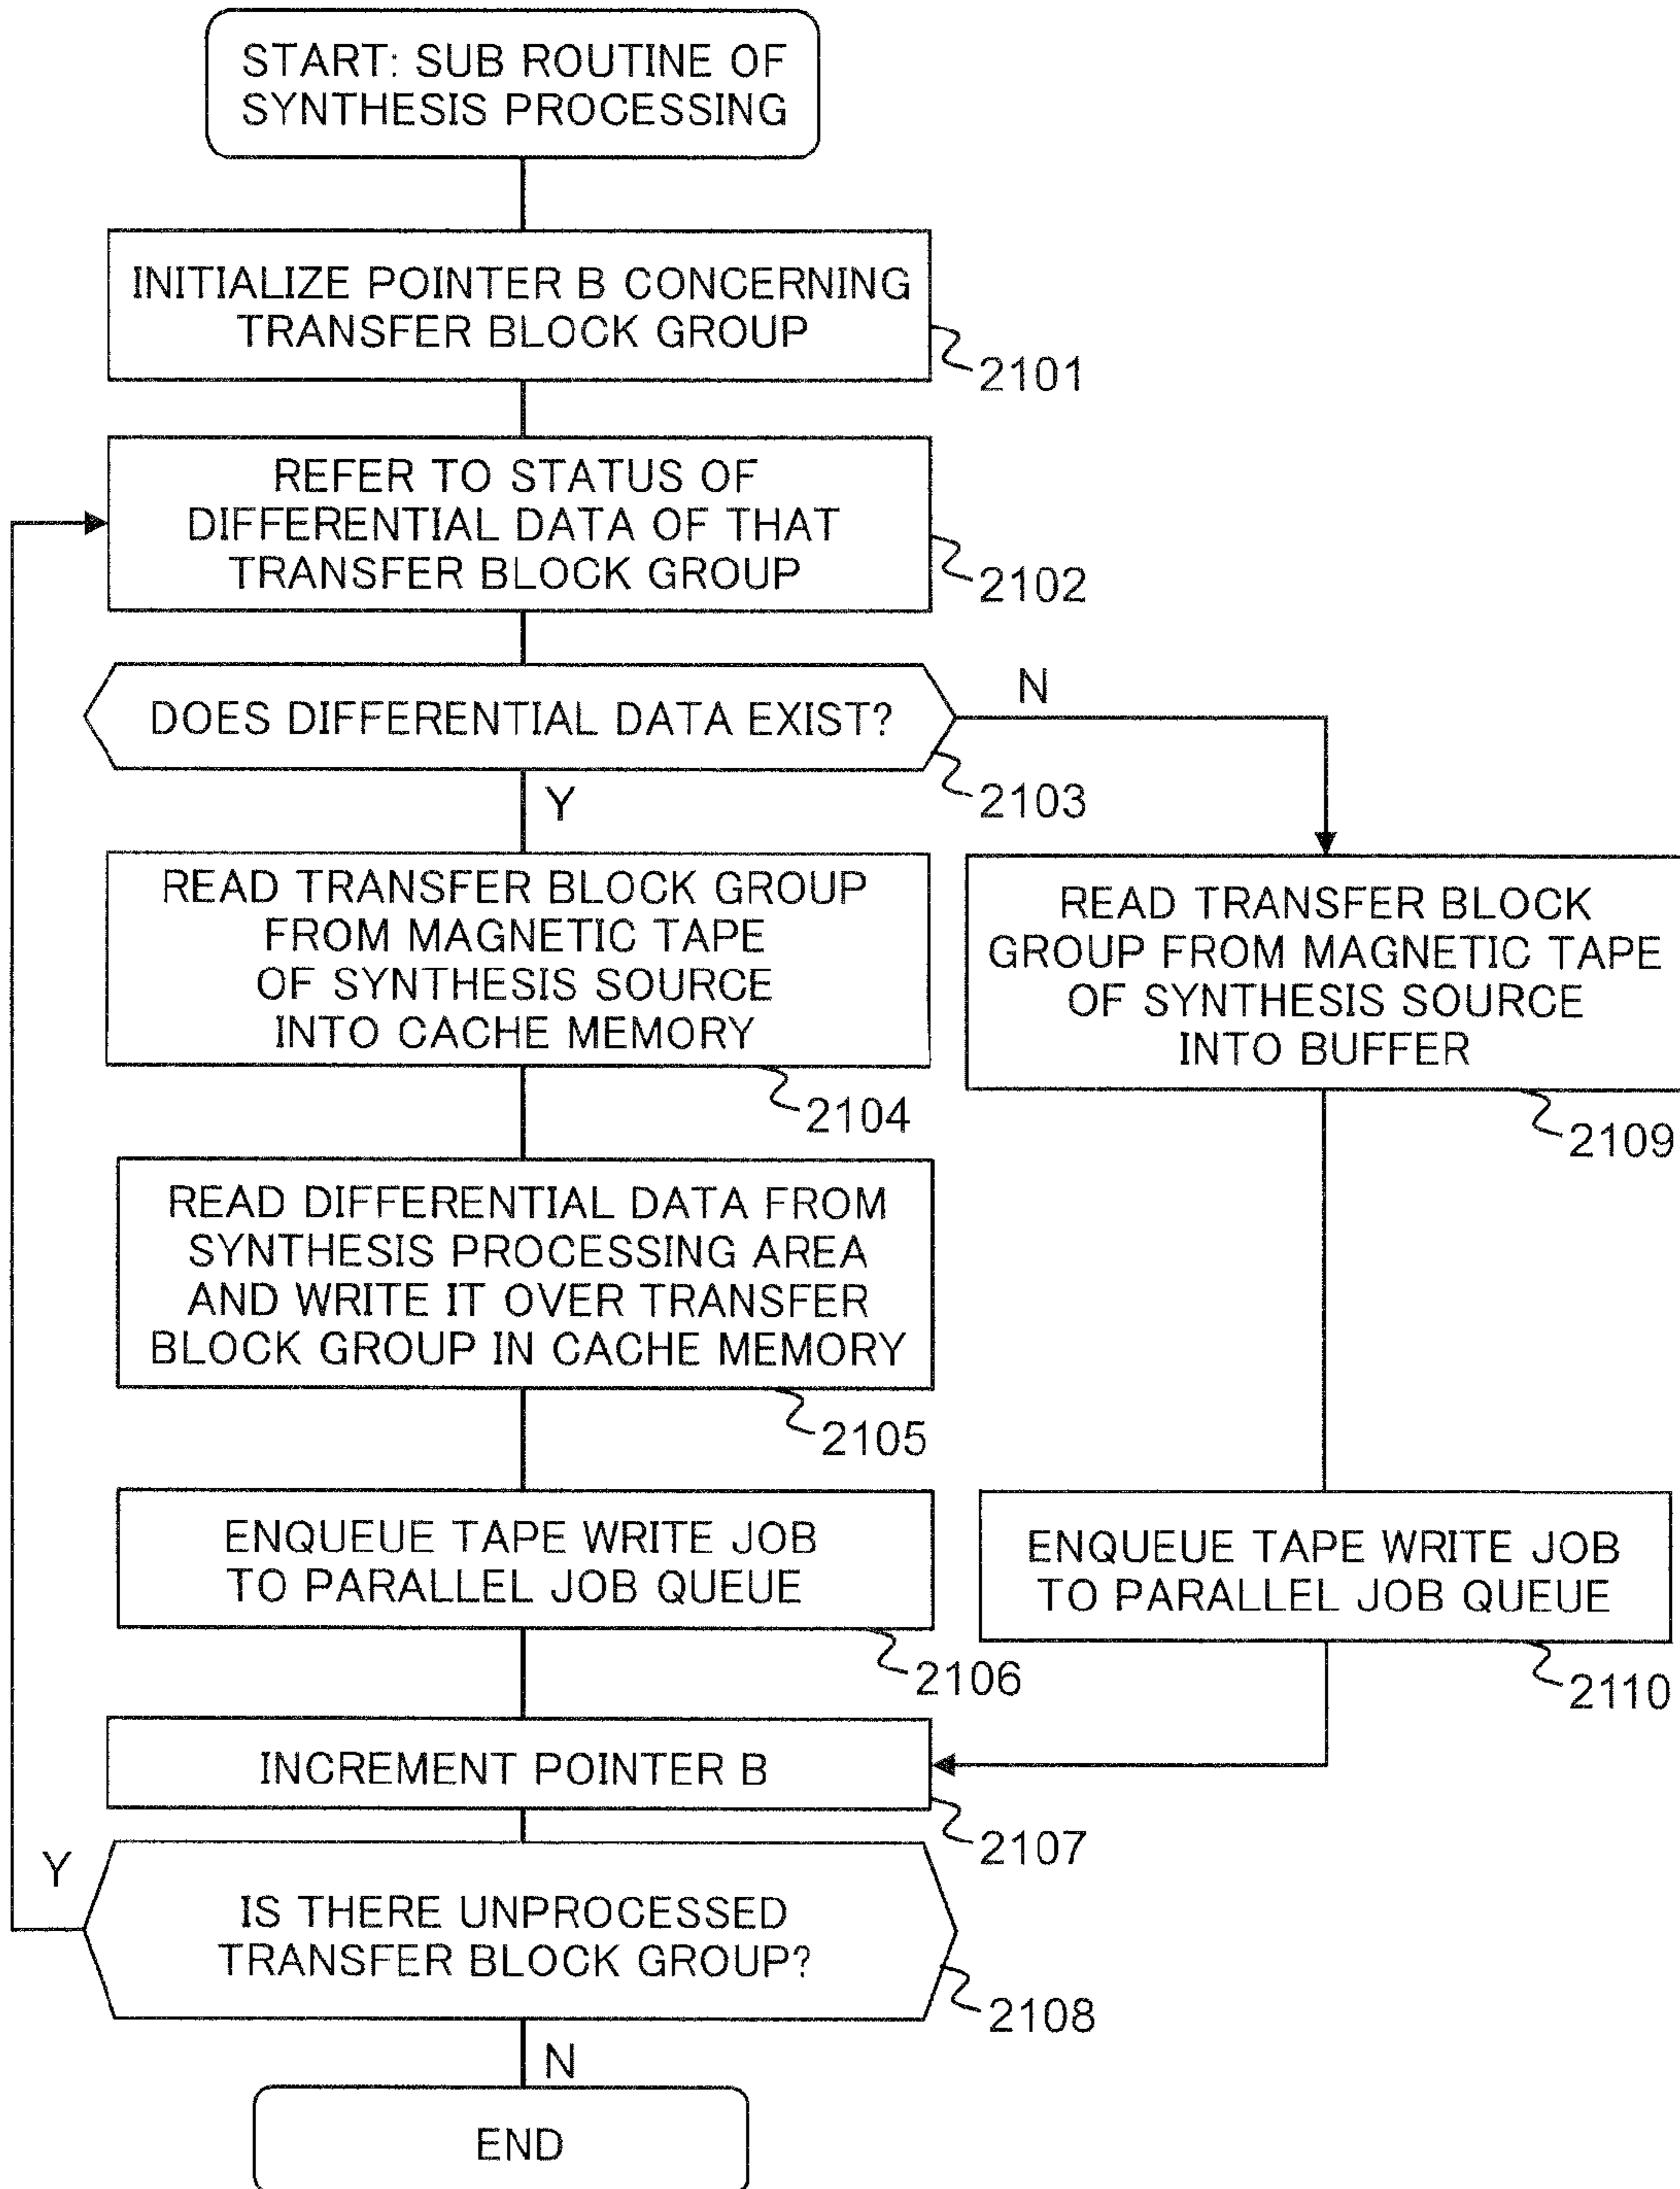 START: SUB ROUTINE OF
SYNTHESIS PROCESSING
INITIALIZE POINTER B CONCERNING
TRANSFER BLOCK GROUP
2101
REFER TO STATUS OF
DIFFERENTIAL DATA OF THAT
TRANSFER BLOCK GROUP
2102
DOES DIFFERENTIAL DATA EXIST?
N
2103
Y
READ TRANSFER BLOCK GROUP
FROM MAGNETIC TAPE
OF SYNTHESIS SOURCE
INTO CACHE MEMORY
2104
READ TRANSFER BLOCK
GROUP FROM MAGNETIC TAPE
OF SYNTHESIS SOURCE
INTO BUFFER
2109
READ DIFFERENTIAL DATA FROM
SYNTHESIS PROCESSING AREA
AND WRITE IT OVER TRANSFER
BLOCK GROUP IN CACHE MEMORY
2105
ENQUEUE TAPE WRITE JOB
TO PARALLEL JOB QUEUE
2106
ENQUEUE TAPE WRITE JOB
TO PARALLEL JOB QUEUE
2110
INCREMENT POINTER B
2107
Y
IS THERE UNPROCESSED
TRANSFER BLOCK GROUP?
2108
N
END